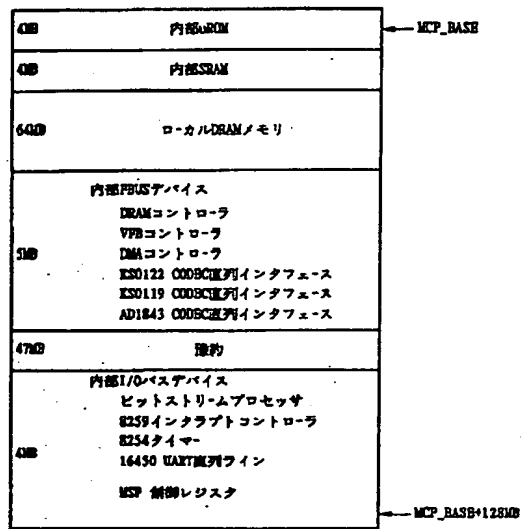 4MB 内部uROM ← MCP_BASE
4MB 内部SRAM
64MB ローカルDRAMメモリ
内部FBUSデバイス
DRAMコントローラ
VFBコントローラ
5MB DMAコントローラ
KS0122 CODEC直列インタフェース
KS0119 CODEC直列インタフェース
AD1843 CODEC直列インタフェース
47MB 予約
内部I/Oバスデバイス
ビットストリームプロセッサ
8259インタラプトコントローラ
4MB 8254タイマー
16450 UART直列ライン
MSP 制御レジスタ
← MCP_BASE+128MB